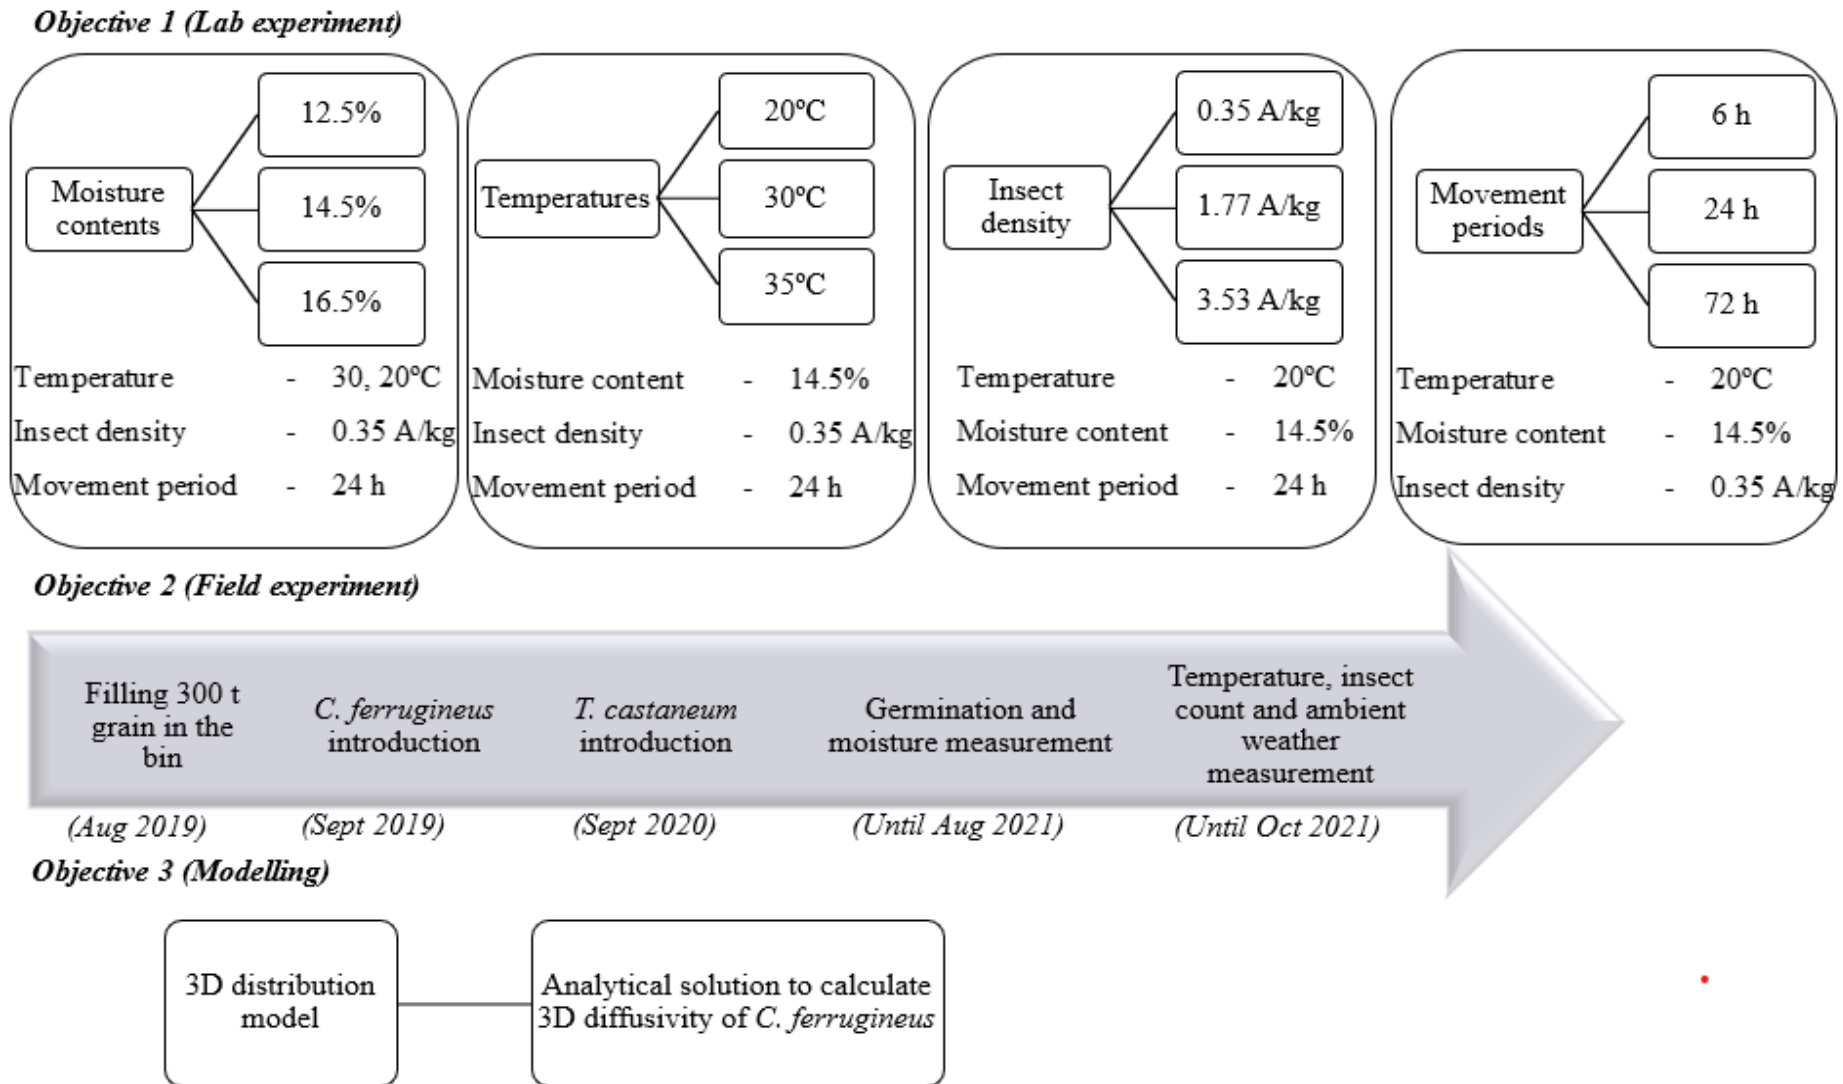 Objective 1 (Lab experiment)
Moisture
contents
12.5%
14.5%
16.5%
Temperature - 30, 20ºC
Insect density - 0.35 A/kg
Movement period - 24 h
Temperatures
20ºC
30ºC
35ºC
Moisture content - 14.5%
Insect density - 0.35 A/kg
Movement period - 24 h
Insect
density
0.35 A/kg
1.77 A/kg
3.53 A/kg
Temperature - 20ºC
Moisture content - 14.5%
Movement period - 24 h
Movement
periods
6 h
24 h
72 h
Temperature - 20ºC
Moisture content - 14.5%
Insect density - 0.35 A/kg
Objective 2 (Field experiment)
Filling 300 t
grain in the
bin
(Aug 2019)
C. ferrugineus
introduction
(Sept 2019)
T. castaneum
introduction
(Sept 2020)
Germination and
moisture measurement
(Until Aug 2021)
Temperature, insect
count and ambient
weather
measurement
(Until Oct 2021)
Objective 3 (Modelling)
3D distribution
model
Analytical solution to calculate
3D diffusivity of C. ferrugineus